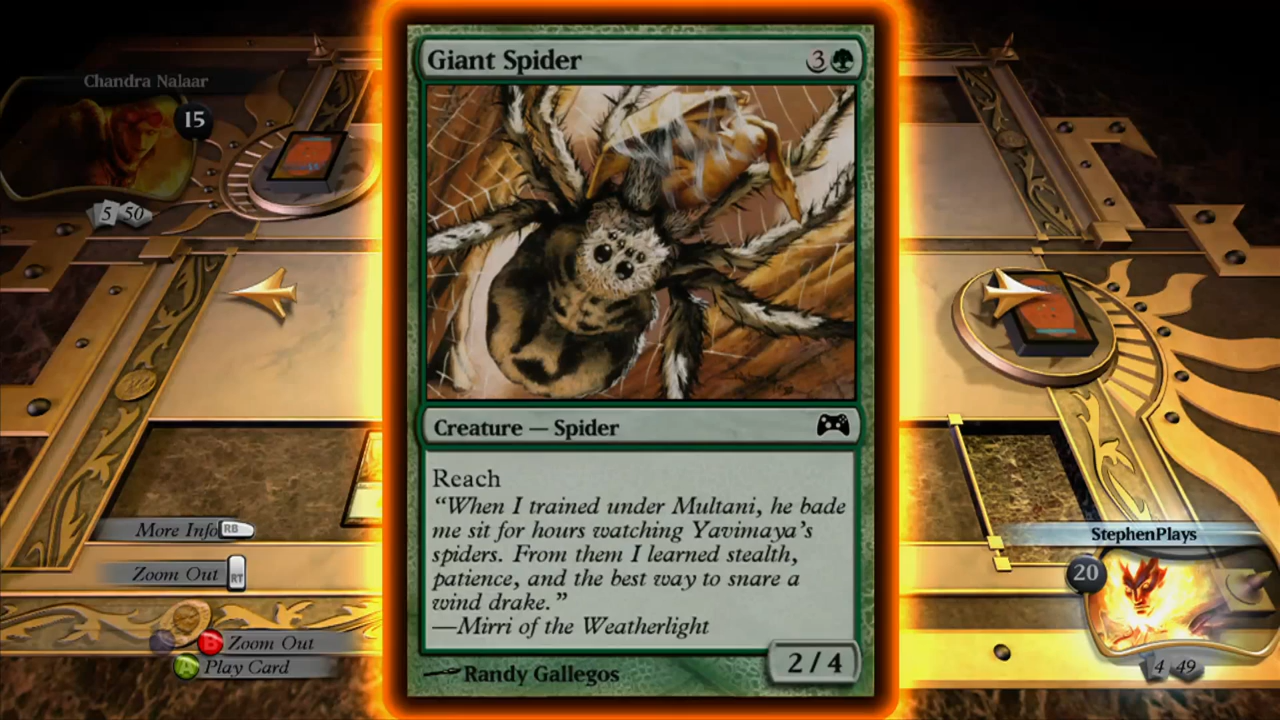 Chandra Nalaar
15
5 50
Giant Spider 3
Creature — Spider
Reach
“When I trained under Multani, he bade
me sit for hours watching Yavimaya’s
spiders. From them I learned stealth,
patience, and the best way to snare a
wind drake.”
—Mirri of the Weatherlight
Randy Gallegos
2 / 4
More Info RB
Zoom Out RT
B Zoom Out
A Play Card
StephenPlays
20
4 49